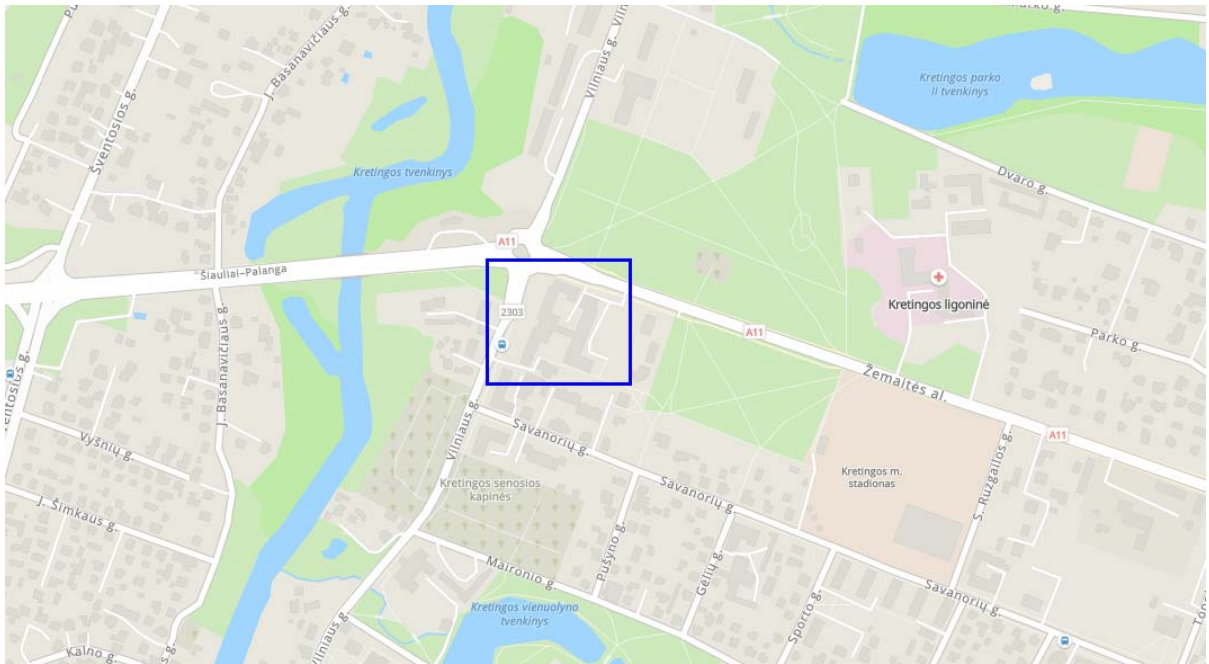 Parko g.
J. Basanavičiaus g.
Šventosios g.
Vilniaus g.
Kretingos parko
II tvenkinys
Kretingos tvenkinys
Dvaro g.
A11
Šiauliai–Palanga
Kretingos ligoninė
2303
A11
Parko g.
Žemaitės al.
J. Basanavičiaus g.
Vilniaus g.
Savanorių g.
A11
Vyšnių g.
Kretingos senosios
kapinės
Kretingos m.
stadionas
S. Ruzgailos g.
Savanorių g.
J. Šimkaus g.
Pušyno g.
Gėlių g.
Maironio g.
Savanorių g.
Kretingos vienuolyno
tvenkinys
Sporto g.
Vilniaus g.
Kalno g.